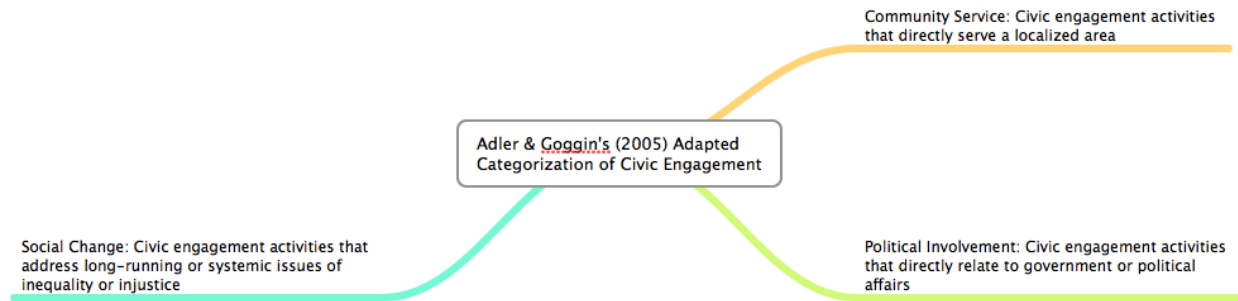 Community Service: Civic engagement activities
that directly serve a localized area
Adler & Goggin's (2005) Adapted
Categorization of Civic Engagement
Social Change: Civic engagement activities that
address long-running or systemic issues of
inequality or injustice
Political Involvement: Civic engagement activities
that directly relate to government or political
affairs